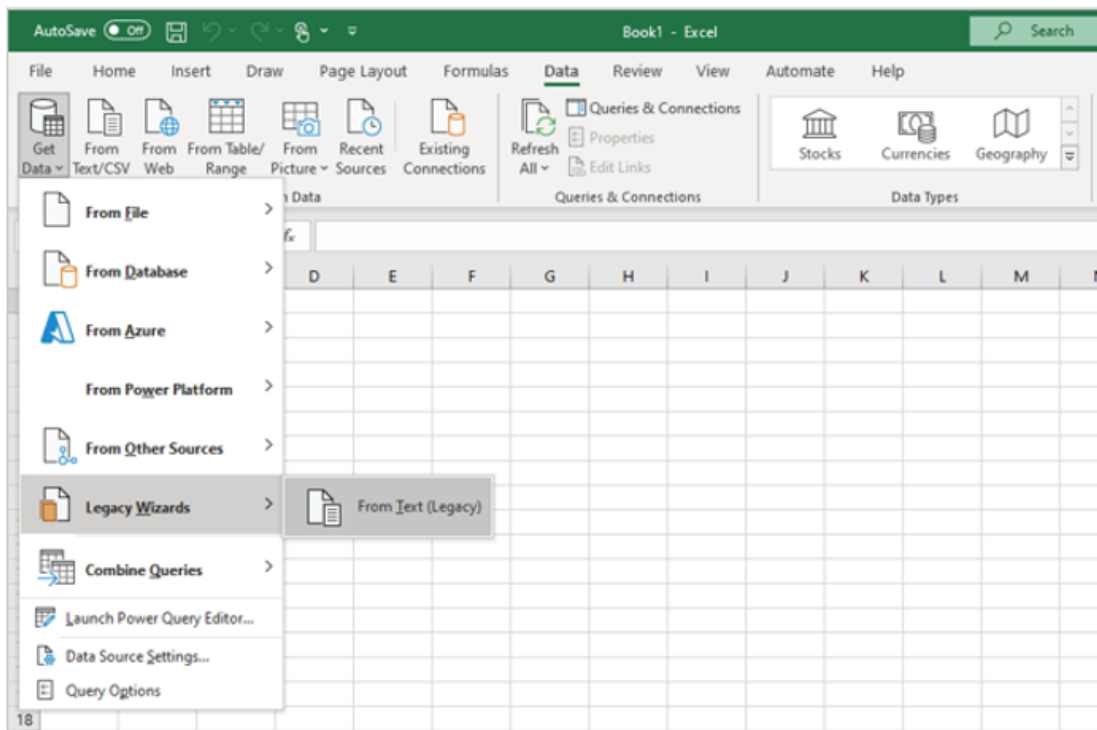 AutoSave Off Book1 - Excel Search
File Home Insert Draw Page Layout Formulas Data Review View Automate Help
Get Data From Text/CSV From Web From Table/ Range From Picture Recent Sources Existing Connections Refresh All Queries & Connections Properties Edit Links Stocks Currencies Geography
Data Queries & Connections Data Types
From File
fx
From Database
D E F G H I J K L M
From Azure
From Power Platform
From Other Sources
Legacy Wizards From Text (Legacy)
Combine Queries
Launch Power Query Editor...
Data Source Settings...
Query Options
18